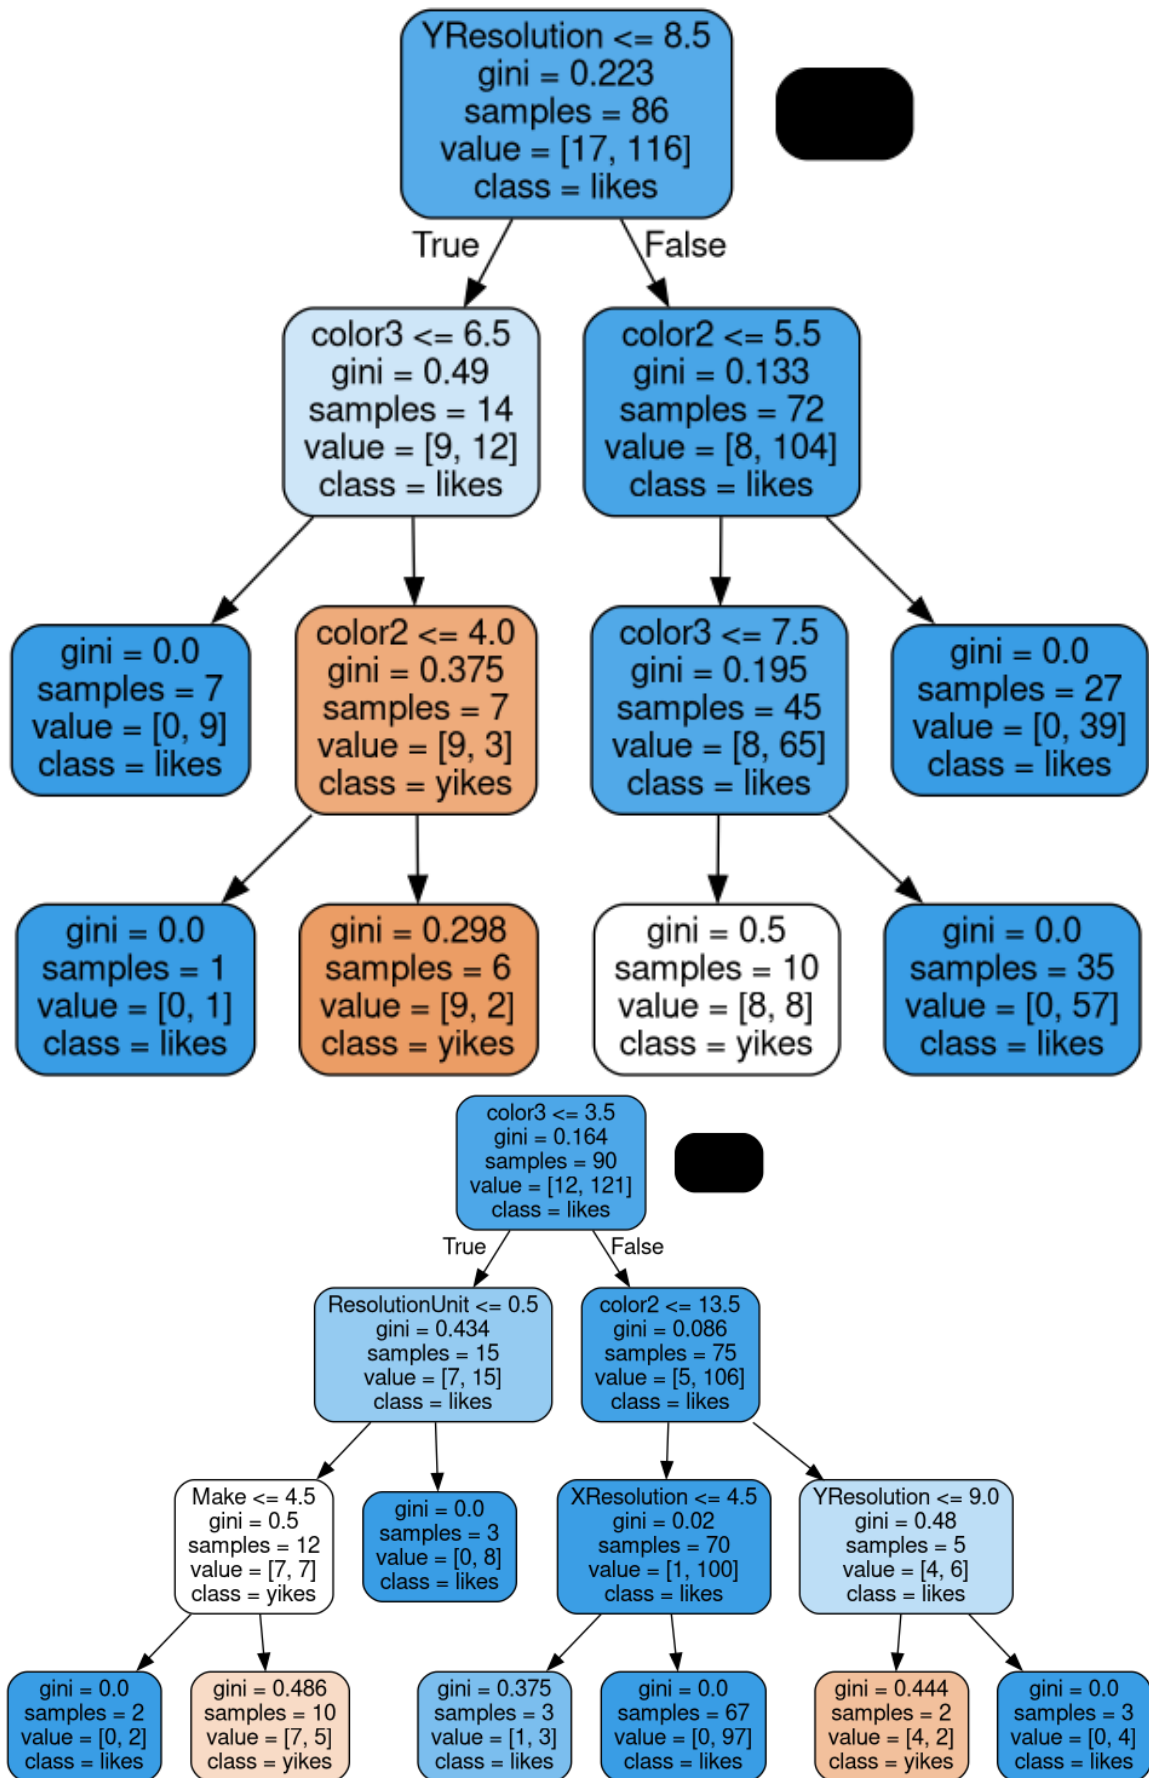 YResolution <= 8.5
gini = 0.223
samples = 86
value = [17, 116]
class = likes
True
False
color3 <= 6.5
gini = 0.49
samples = 14
value = [9, 12]
class = likes
color2 <= 5.5
gini = 0.133
samples = 72
value = [8, 104]
class = likes
gini = 0.0
samples = 7
value = [0, 9]
class = likes
color2 <= 4.0
gini = 0.375
samples = 7
value = [9, 3]
class = yikes
color3 <= 7.5
gini = 0.195
samples = 45
value = [8, 65]
class = likes
gini = 0.0
samples = 27
value = [0, 39]
class = likes
gini = 0.0
samples = 1
value = [0, 1]
class = likes
gini = 0.298
samples = 6
value = [9, 2]
class = yikes
gini = 0.5
samples = 10
value = [8, 8]
class = yikes
gini = 0.0
samples = 35
value = [0, 57]
class = likes
color3 <= 3.5
gini = 0.164
samples = 90
value = [12, 121]
class = likes
True
False
ResolutionUnit <= 0.5
gini = 0.434
samples = 15
value = [7, 15]
class = likes
color2 <= 13.5
gini = 0.086
samples = 75
value = [5, 106]
class = likes
Make <= 4.5
gini = 0.5
samples = 12
value = [7, 7]
class = yikes
gini = 0.0
samples = 3
value = [0, 8]
class = likes
XResolution <= 4.5
gini = 0.02
samples = 70
value = [1, 100]
class = likes
YResolution <= 9.0
gini = 0.48
samples = 5
value = [4, 6]
class = likes
gini = 0.0
samples = 2
value = [0, 2]
class = likes
gini = 0.486
samples = 10
value = [7, 5]
class = yikes
gini = 0.375
samples = 3
value = [1, 3]
class = likes
gini = 0.0
samples = 67
value = [0, 97]
class = likes
gini = 0.444
samples = 2
value = [4, 2]
class = yikes
gini = 0.0
samples = 3
value = [0, 4]
class = likes